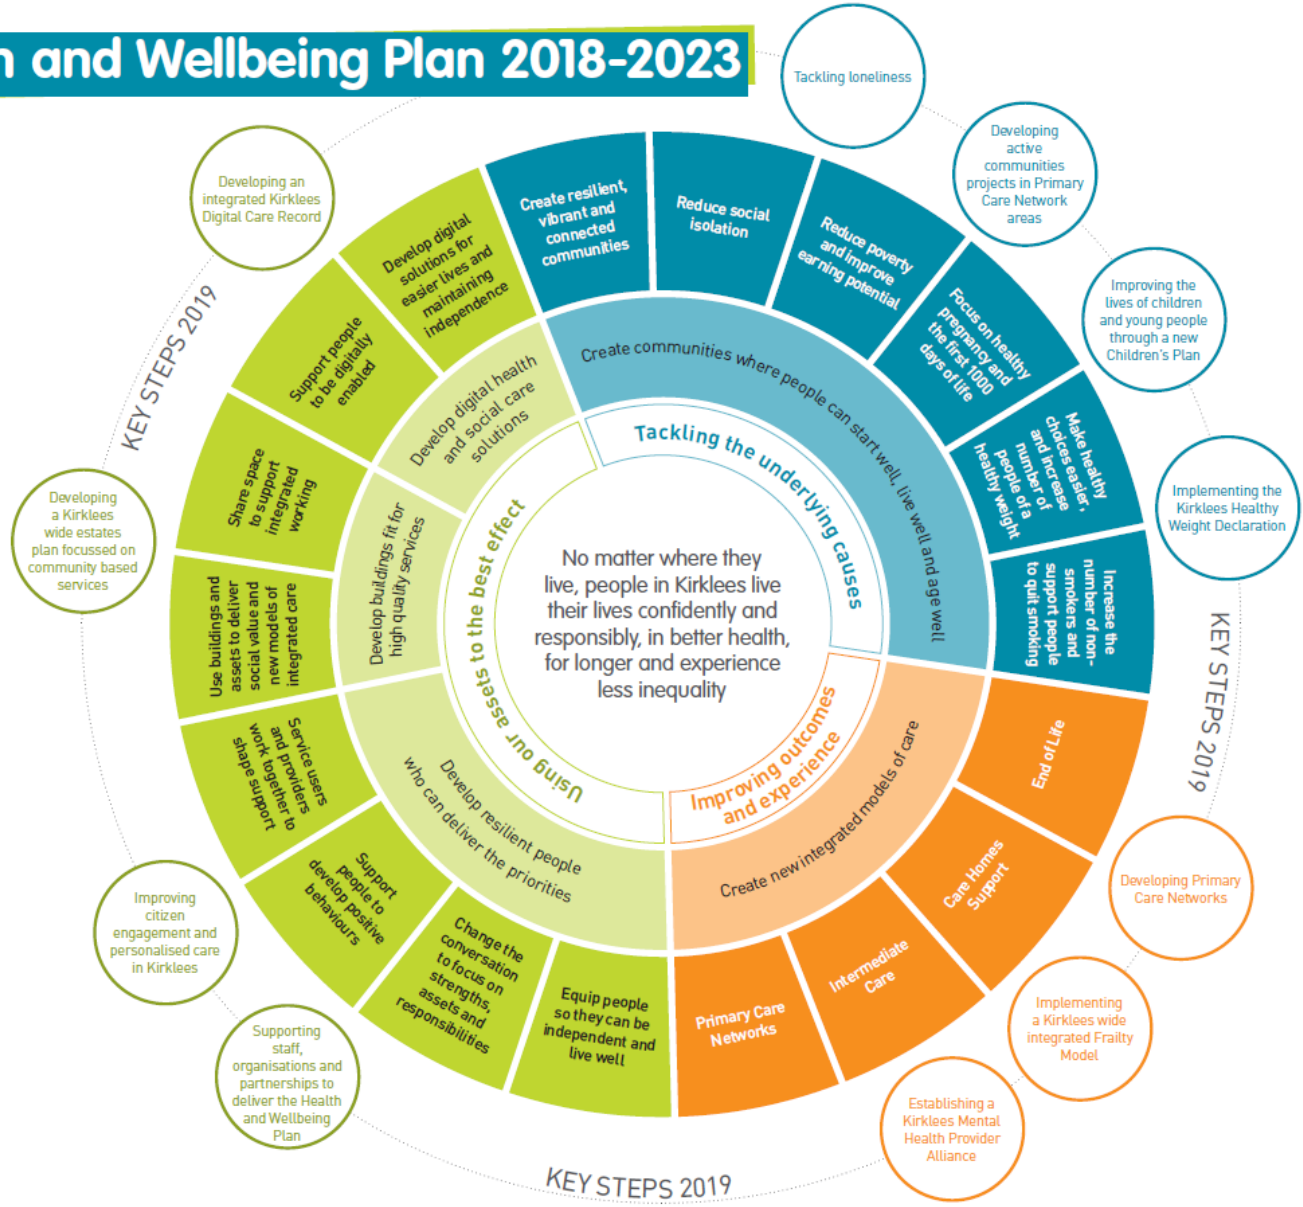 n and Wellbeing Plan 2018-2023
Tackling loneliness
Developing
active
communities
projects in Primary
Care Network
areas
Improving the
lives of children
and young people
through a new
Children's Plan
Implementing the
Kirklees Healthy
Weight Declaration
KEY STEPS 2019
Developing Primary
Care Networks
Implementing
a Kirklees wide
integrated Frailty
Model
Establishing a
Kirklees Mental
Health Provider
Alliance
KEY STEPS 2019
Supporting
staff,
organisations and
partnerships to
deliver the Health
and Wellbeing
Plan
Improving
citizen
engagement and
personalised care
in Kirklees
Developing
a Kirklees
wide estates
plan focussed on
community based
services
KEY STEPS 2019
Developing an
integrated Kirklees
Digital Care Record
Create resilient,
vibrant and
connected
communities
Reduce social
isolation
Reduce poverty
and improve
earning potential
Focus on healthy
pregnancy and
the first 1000
days of life
Make healthy
choices easier,
and increase
number of
people of a
healthy weight
Increase the
number of non-
smokers and
support people
to quit smoking
End of Life
Care Homes
Support
Intermediate
Care
Primary Care
Networks
Equip people
so they can be
independent and
live well
Change the
conversation
to focus on
strengths,
assets and
responsibilities
Support
people to
develop positive
behaviours
Service users
and providers
work together to
shape support
Use buildings and
assets to deliver
social value and
new models of
integrated care
Share space
to support
integrated
working
Support people
to be digitally
enabled
Develop digital
solutions for
easier lives and
maintaining
independence
Create communities where people can start well, live well and age well
Create new integrated models of care
Develop resilient people
who can deliver the priorities
Develop buildings fit for
high quality services
Develop digital health
and social care
solutions
Tackling the underlying causes
Improving outcomes
and experience
Using our assets to the best effect
No matter where they
live, people in Kirklees live
their lives confidently and
responsibly, in better health,
for longer and experience
less inequality